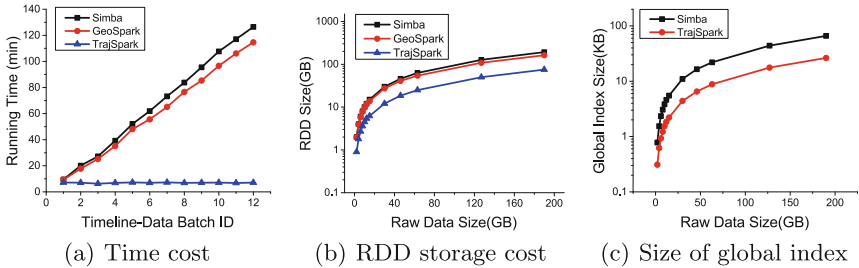 Running Time (min)
140
120
100
80
60
40
20
0
Simba
GeoSpark
TrajSpark
0 1 2 3 4 5 6 7 8 9 10 11 12
Timeline-Data Batch ID
(a) Time cost
RDD Size(GB)
1000
100
10
1
0.1
Simba
GeoSpark
TrajSpark
0 50 100 150 200
Raw Data Size(GB)
(b) RDD storage cost
Global Index Size(KB)
100
10
1
0.1
Simba
TrajSpark
0 50 100 150 200
Raw Data Size(GB)
(c) Size of global index